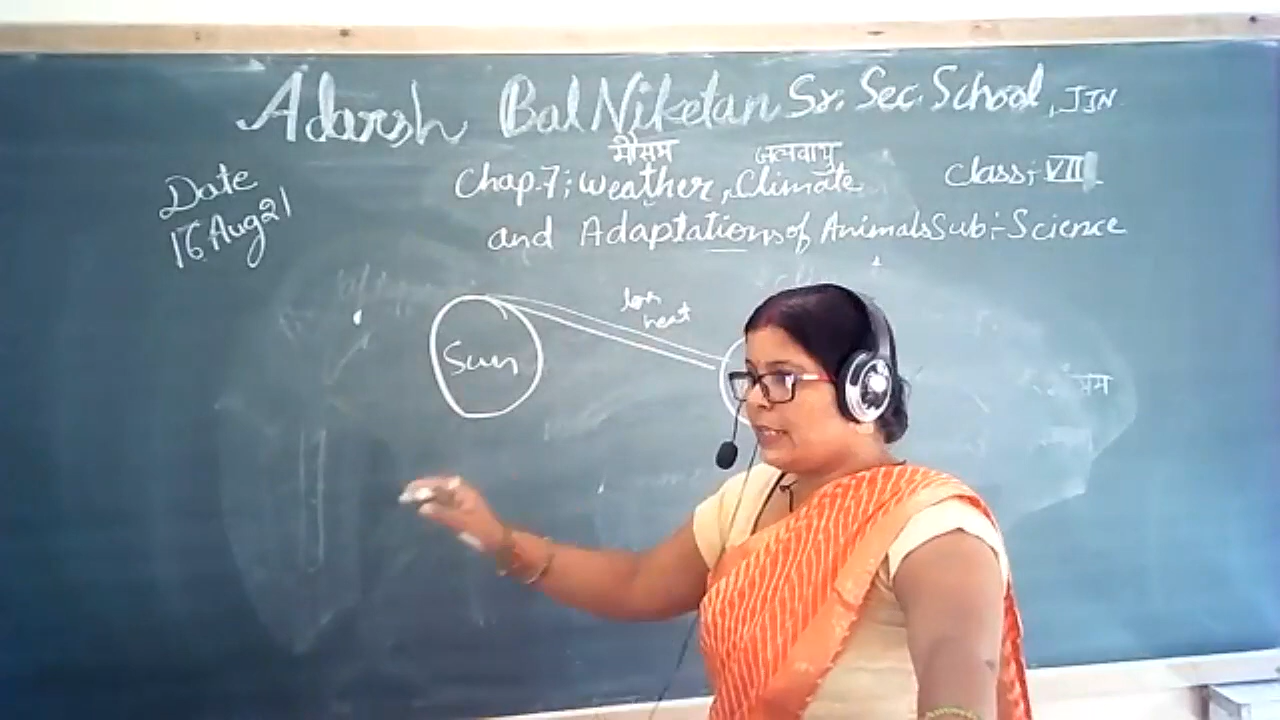 Adarsh Bal Niketan Sr. Sec. School, JJN
मौसम जलवायु
Date Chap.7; Weather, Climate Class:- VII
16 Aug 21 and Adaptations of Animals Sub:- Science
heat
Sun